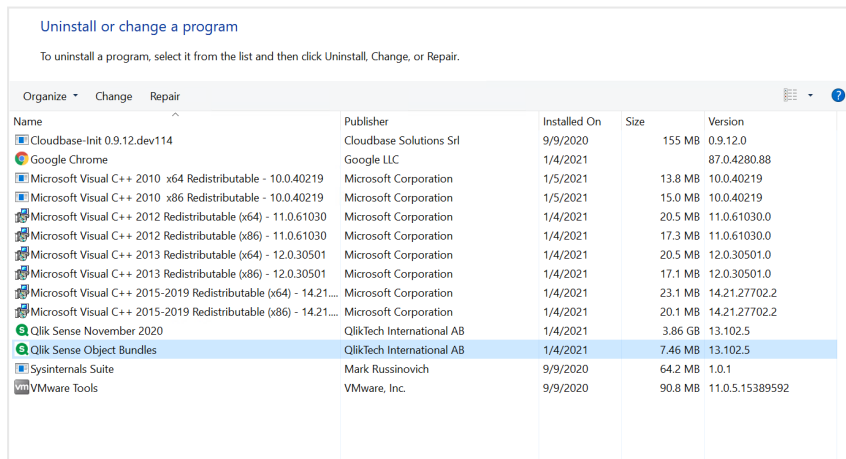 Uninstall or change a program
To uninstall a program, select it from the list and then click Uninstall, Change, or Repair.
Organize Change Repair
Name Publisher Installed On Size Version
Cloudbase-Init 0.9.12.dev114 Cloudbase Solutions Srl 9/9/2020 155 MB 0.9.12.0
Google Chrome Google LLC 1/4/2021 87.0.4280.88
Microsoft Visual C++ 2010  x64 Redistributable - 10.0.40219 Microsoft Corporation 1/5/2021 13.8 MB 10.0.40219
Microsoft Visual C++ 2010  x86 Redistributable - 10.0.40219 Microsoft Corporation 1/5/2021 15.0 MB 10.0.40219
Microsoft Visual C++ 2012 Redistributable (x64) - 11.0.61030 Microsoft Corporation 1/4/2021 20.5 MB 11.0.61030.0
Microsoft Visual C++ 2012 Redistributable (x86) - 11.0.61030 Microsoft Corporation 1/4/2021 17.3 MB 11.0.61030.0
Microsoft Visual C++ 2013 Redistributable (x64) - 12.0.30501 Microsoft Corporation 1/4/2021 20.5 MB 12.0.30501.0
Microsoft Visual C++ 2013 Redistributable (x86) - 12.0.30501 Microsoft Corporation 1/4/2021 17.1 MB 12.0.30501.0
Microsoft Visual C++ 2015-2019 Redistributable (x64) - 14.21.... Microsoft Corporation 1/4/2021 23.1 MB 14.21.27702.2
Microsoft Visual C++ 2015-2019 Redistributable (x86) - 14.21.... Microsoft Corporation 1/4/2021 20.1 MB 14.21.27702.2
Qlik Sense November 2020 QlikTech International AB 1/4/2021 3.86 GB 13.102.5
Qlik Sense Object Bundles QlikTech International AB 1/4/2021 7.46 MB 13.102.5
Sysinternals Suite Mark Russinovich 9/9/2020 64.2 MB 1.0.1
VMware Tools VMware, Inc. 9/9/2020 90.8 MB 11.0.5.15389592